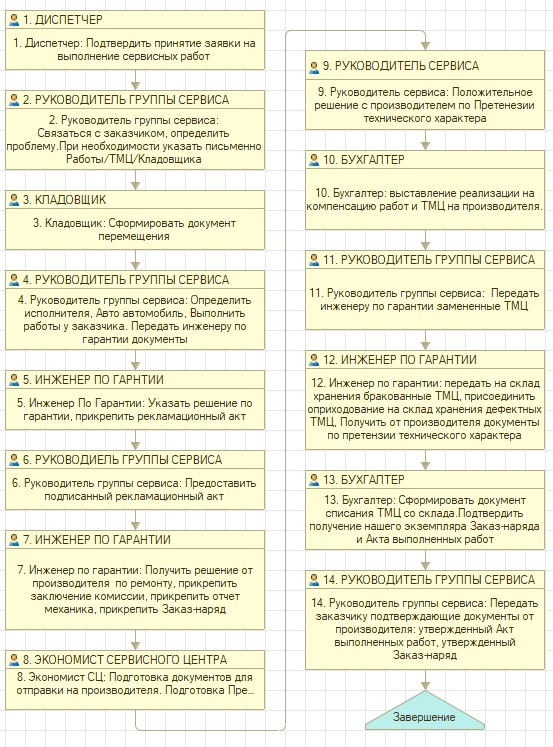 1. ДИСПЕТЧЕР
1. Диспетчер: Подтвердить принятие заявки на
выполнение сервисных работ
2. РУКОВОДИТЕЛЬ ГРУППЫ СЕРВИСА
2. Руководитель группы сервиса:
Связаться с заказчиком, определить
проблему.При необходимости указать письменно
Работы/ТМЦ/Кладовщика
3. КЛАДОВЩИК
3. Кладовщик: Сформировать документ
перемещения
4. РУКОВОДИТЕЛЬ ГРУППЫ СЕРВИСА
4. Руководитель группы сервиса: Определить
исполнителя, Авто автомобиль, Выполнить
работы у заказчика. Передать инженеру по
гарантии документы
5. ИНЖЕНЕР ПО ГАРНТИИ
5. Инженер По Гарантии: Указать решение по
гарантии, прикрепить рекламационный акт
6. РУКОВОДИЕЛЬ ГРУППЫ СЕРВИСА
6. Руководитель группы сервиса: Предоставить
подписанный рекламационный акт
7. ИНЖЕНЕР ПО ГАРАНТИИ
7. Инженер по гарантии: Получить решение от
производителя по ремонту, прикрепить
заключение комиссии, прикрепить отчет
механика, прикрепить Заказ-наряд
8. ЭКОНОМИСТ СЕРВИСНОГО ЦЕНТРА
8. Экономист СЦ: Подготовка документов для
отправки на производителя. Подготовка Пре...
9. РУКОВОДИТЕЛЬ СЕРВИСА
9. Руководитель сервиса: Положительное
решение с производителем по Претензии
технического характера
10. БУХГАЛТЕР
10. Бухгалтер: выставление реализации на
компенсацию работ и ТМЦ на производителя.
11. РУКОВОДИТЕЛЬ ГРУППЫ СЕРВИСА
11. Руководитель группы сервиса: Передать
инженеру по гарантии замененные ТМЦ
12. ИНЖЕНЕР ПО ГАРАНТИИ
12. Инженер по гарантии: передать на склад
хранения бракованные ТМЦ, присоединить
оприходование на склад хранения дефектных
ТМЦ, Получить от производителя документы
по претензии технического характера
13. БУХГАЛТЕР
13. Бухгалтер: Сформировать документ
списания ТМЦ со склада.Подтвердить
получение нашего экземпляра Заказ-наряда
и Акта выполненных работ
14. РУКОВОДИТЕЛЬ ГРУППЫ СЕРВИСА
14. Руководитель группы сервиса: Передать
заказчику подтверждающие документы от
производителя: утвержденный Акт
выполненных работ, утвержденный
Заказ-наряд
Завершение